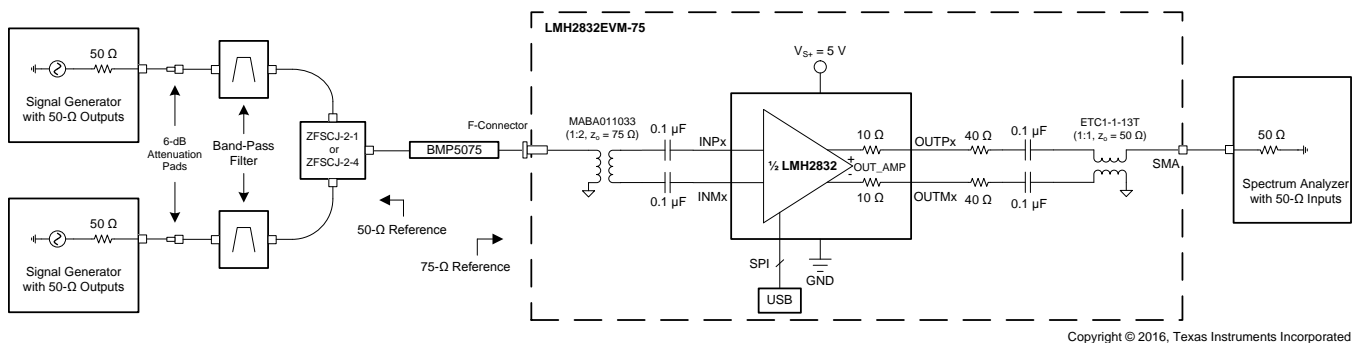 LMH2832EVM-75
50 Ω
Signal Generator
with 50-Ω Outputs
6-dB
Attenuation
Pads
Band-Pass
Filter
50 Ω
Signal Generator
with 50-Ω Outputs
ZFSCJ-2-1
or
ZFSCJ-2-4
BMP5075
F-Connector
50-Ω Reference
75-Ω Reference
MABA011033
(1:2, zo = 75 Ω)
0.1 µF
0.1 µF
INPx
INMx
VS+ = 5 V
½ LMH2832
+
OUT_AMP
-
10 Ω
10 Ω
SPI
USB
GND
OUTPx
OUTMx
40 Ω
40 Ω
0.1 µF
0.1 µF
ETC1-1-13T
(1:1, zo = 50 Ω)
SMA
50 Ω
Spectrum Analyzer
with 50-Ω Inputs
Copyright © 2016, Texas Instruments Incorporated